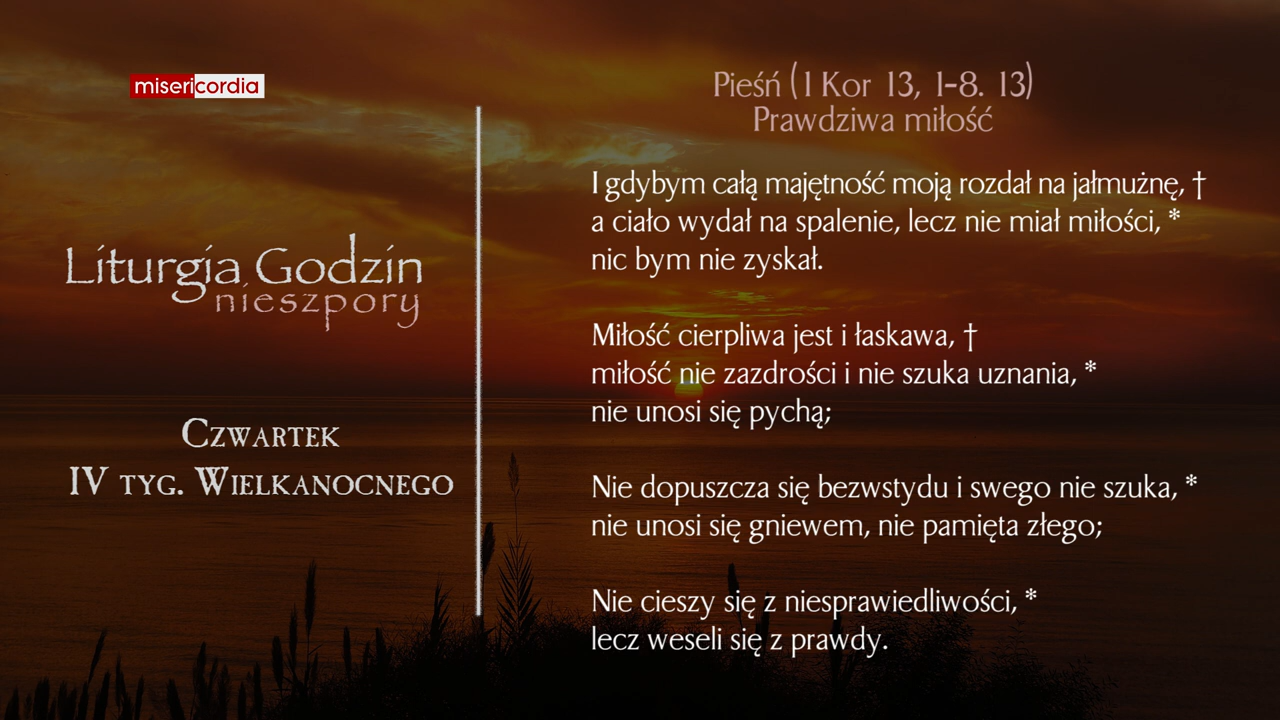 misericordia
Liturgia Godzin
nieszpory
Czwartek
IV tyg. Wielkanocnego
Pieśń (1 Kor 13, 1-8. 13)
Prawdziwa miłość
I gdybym całą majętność moją rozdał na jałmużnę, †
a ciało wydał na spalenie, lecz nie miał miłości, *
nic bym nie zyskał.
Miłość cierpliwa jest i łaskawa, †
miłość nie zazdrości i nie szuka uznania, *
nie unosi się pychą;
Nie dopuszcza się bezwstydu i swego nie szuka, *
nie unosi się gniewem, nie pamięta złego;
Nie cieszy się z niesprawiedliwości, *
lecz weseli się z prawdy.